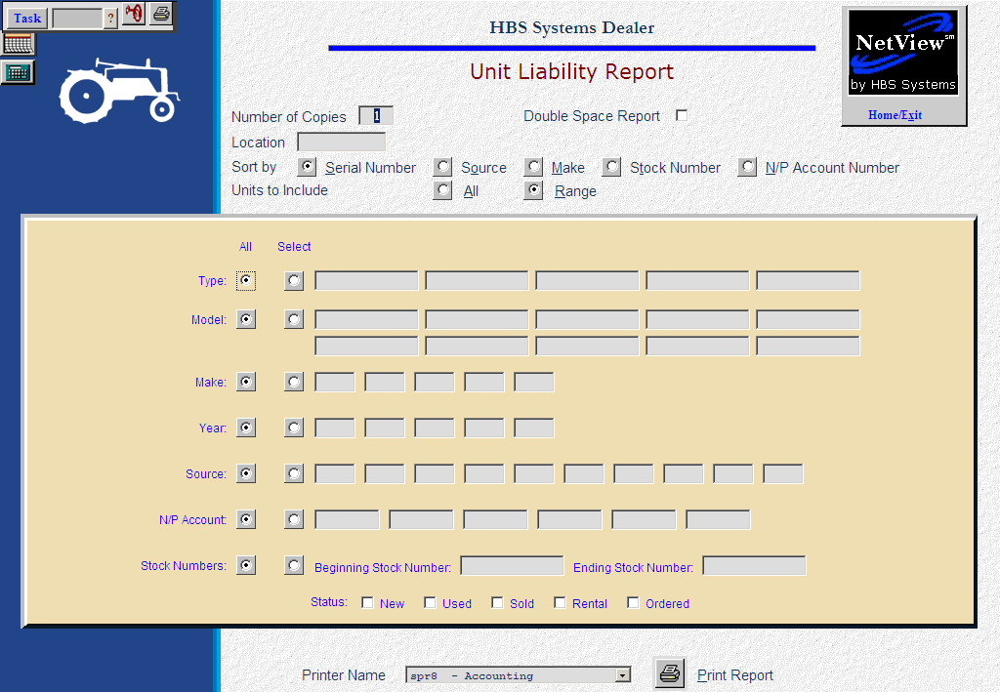 Task ?
HBS Systems Dealer
Unit Liability Report
NetView℠
by HBS Systems
Home/Exit
Number of Copies 1 Double Space Report
Location
Sort by Serial Number Source Make Stock Number N/P Account Number
Units to Include All Range
All Select
Type:
Model:
Make:
Year:
Source:
N/P Account:
Stock Numbers: Beginning Stock Number: Ending Stock Number:
Status: New Used Sold Rental Ordered
Printer Name spr8 - Accounting Print Report